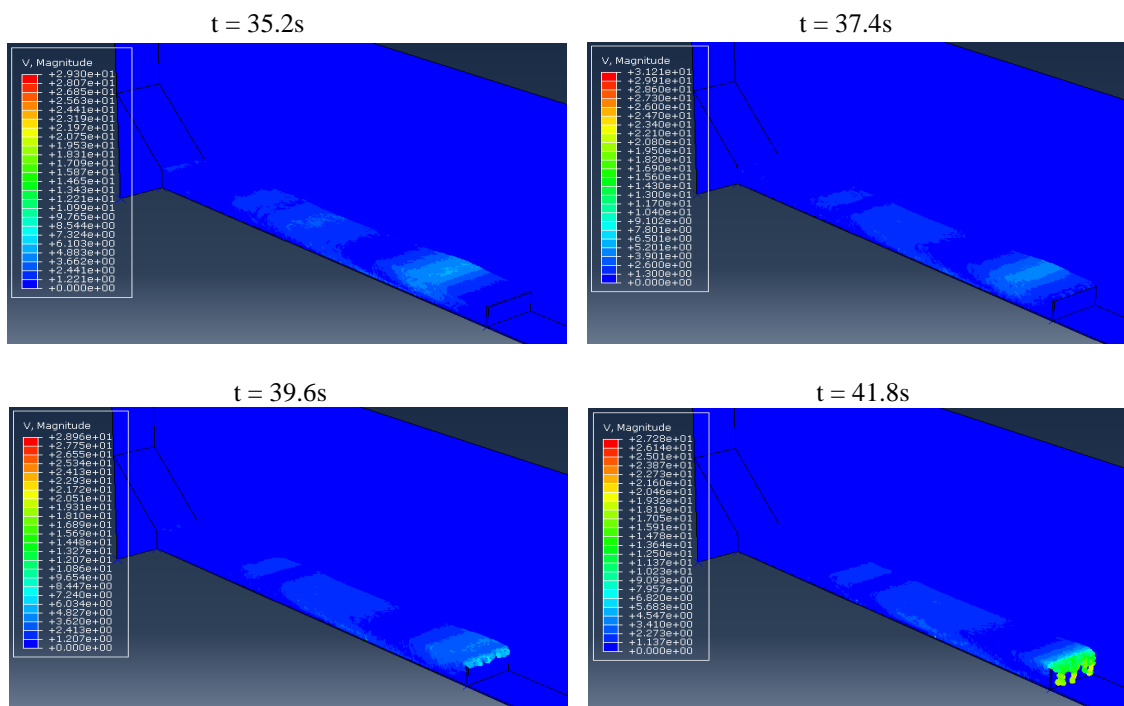 t = 35.2s
V, Magnitude
+2.930e+01
+2.807e+01
+2.685e+01
+2.563e+01
+2.441e+01
+2.319e+01
+2.197e+01
+2.075e+01
+1.953e+01
+1.831e+01
+1.709e+01
+1.587e+01
+1.465e+01
+1.343e+01
+1.221e+01
+1.099e+01
+9.765e+00
+8.544e+00
+7.324e+00
+6.103e+00
+4.883e+00
+3.662e+00
+2.441e+00
+1.221e+00
+0.000e+00
t = 37.4s
V, Magnitude
+3.121e+01
+2.991e+01
+2.860e+01
+2.730e+01
+2.600e+01
+2.470e+01
+2.340e+01
+2.210e+01
+2.080e+01
+1.950e+01
+1.820e+01
+1.690e+01
+1.560e+01
+1.430e+01
+1.300e+01
+1.170e+01
+1.040e+01
+9.102e+00
+7.801e+00
+6.501e+00
+5.201e+00
+3.901e+00
+2.600e+00
+1.300e+00
+0.000e+00
t = 39.6s
V, Magnitude
+2.896e+01
+2.775e+01
+2.655e+01
+2.534e+01
+2.413e+01
+2.293e+01
+2.172e+01
+2.051e+01
+1.931e+01
+1.810e+01
+1.689e+01
+1.569e+01
+1.448e+01
+1.327e+01
+1.207e+01
+1.086e+01
+9.654e+00
+8.447e+00
+7.240e+00
+6.034e+00
+4.827e+00
+3.620e+00
+2.413e+00
+1.207e+00
+0.000e+00
t = 41.8s
V, Magnitude
+2.728e+01
+2.614e+01
+2.501e+01
+2.387e+01
+2.273e+01
+2.160e+01
+2.046e+01
+1.932e+01
+1.819e+01
+1.705e+01
+1.591e+01
+1.478e+01
+1.364e+01
+1.250e+01
+1.137e+01
+1.023e+01
+9.093e+00
+7.957e+00
+6.820e+00
+5.683e+00
+4.547e+00
+3.410e+00
+2.273e+00
+1.137e+00
+0.000e+00